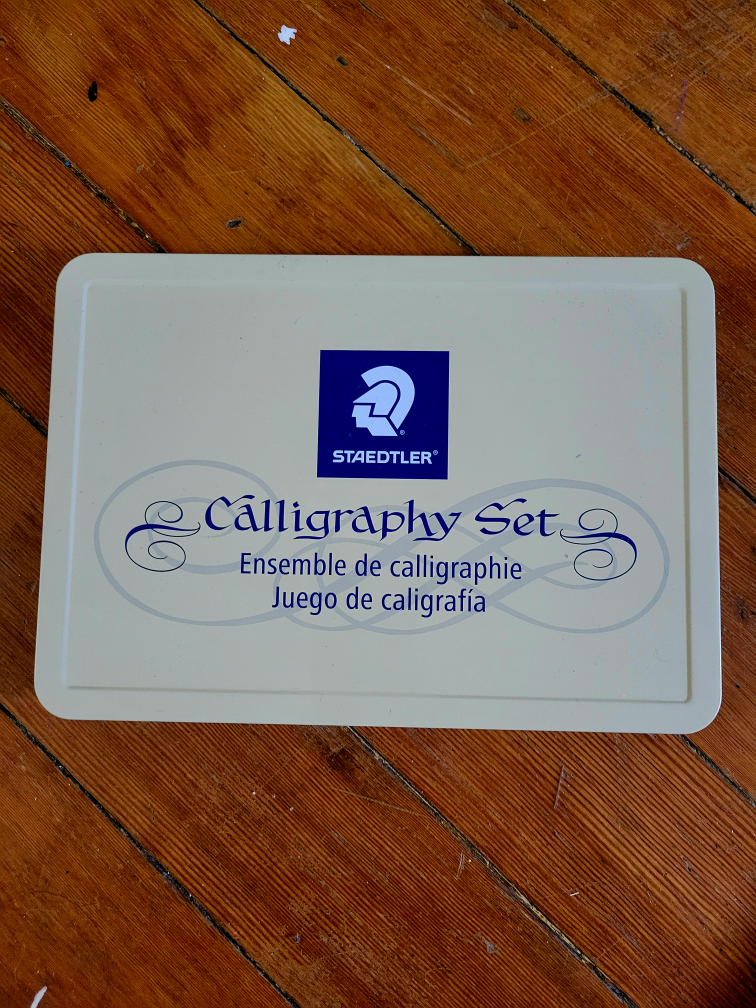 STAEDTLER®
Calligraphy Set
Ensemble de calligraphie
Juego de caligrafía